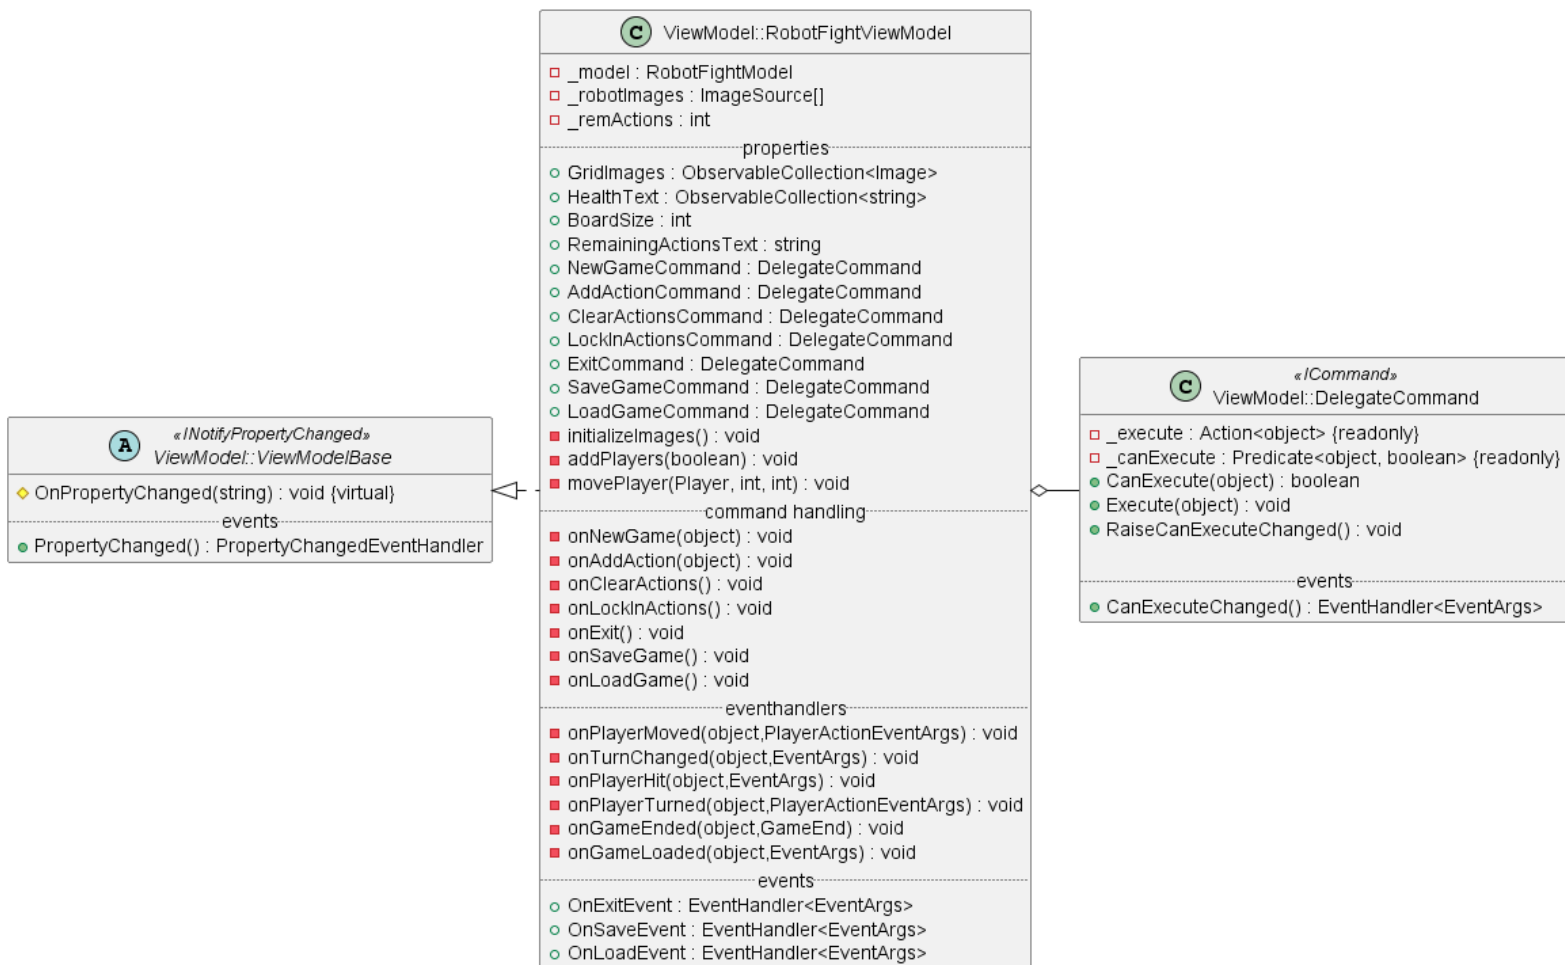 A
«INotifyPropertyChanged»
ViewModel::ViewModelBase
OnPropertyChanged(string) : void {virtual}
events
PropertyChanged() : PropertyChangedEventHandler
C
ViewModel::RobotFightViewModel
_model : RobotFightModel
_robotImages : ImageSource[]
_remActions : int
properties
GridImages : ObservableCollection<Image>
HealthText : ObservableCollection<string>
BoardSize : int
RemainingActionsText : string
NewGameCommand : DelegateCommand
AddActionCommand : DelegateCommand
ClearActionsCommand : DelegateCommand
LockInActionsCommand : DelegateCommand
ExitCommand : DelegateCommand
SaveGameCommand : DelegateCommand
LoadGameCommand : DelegateCommand
initializeImages() : void
addPlayers(boolean) : void
movePlayer(Player, int, int) : void
command handling
onNewGame(object) : void
onAddAction(object) : void
onClearActions() : void
onLockInActions() : void
onExit() : void
onSaveGame() : void
onLoadGame() : void
eventhandlers
onPlayerMoved(object,PlayerActionEventArgs) : void
onTurnChanged(object,EventArgs) : void
onPlayerHit(object,EventArgs) : void
onPlayerTurned(object,PlayerActionEventArgs) : void
onGameEnded(object,GameEnd) : void
onGameLoaded(object,EventArgs) : void
events
OnExitEvent : EventHandler<EventArgs>
OnSaveEvent : EventHandler<EventArgs>
OnLoadEvent : EventHandler<EventArgs>
C
«ICommand»
ViewModel::DelegateCommand
_execute : Action<object> {readonly}
_canExecute : Predicate<object, boolean> {readonly}
CanExecute(object) : boolean
Execute(object) : void
RaiseCanExecuteChanged() : void
events
CanExecuteChanged() : EventHandler<EventArgs>